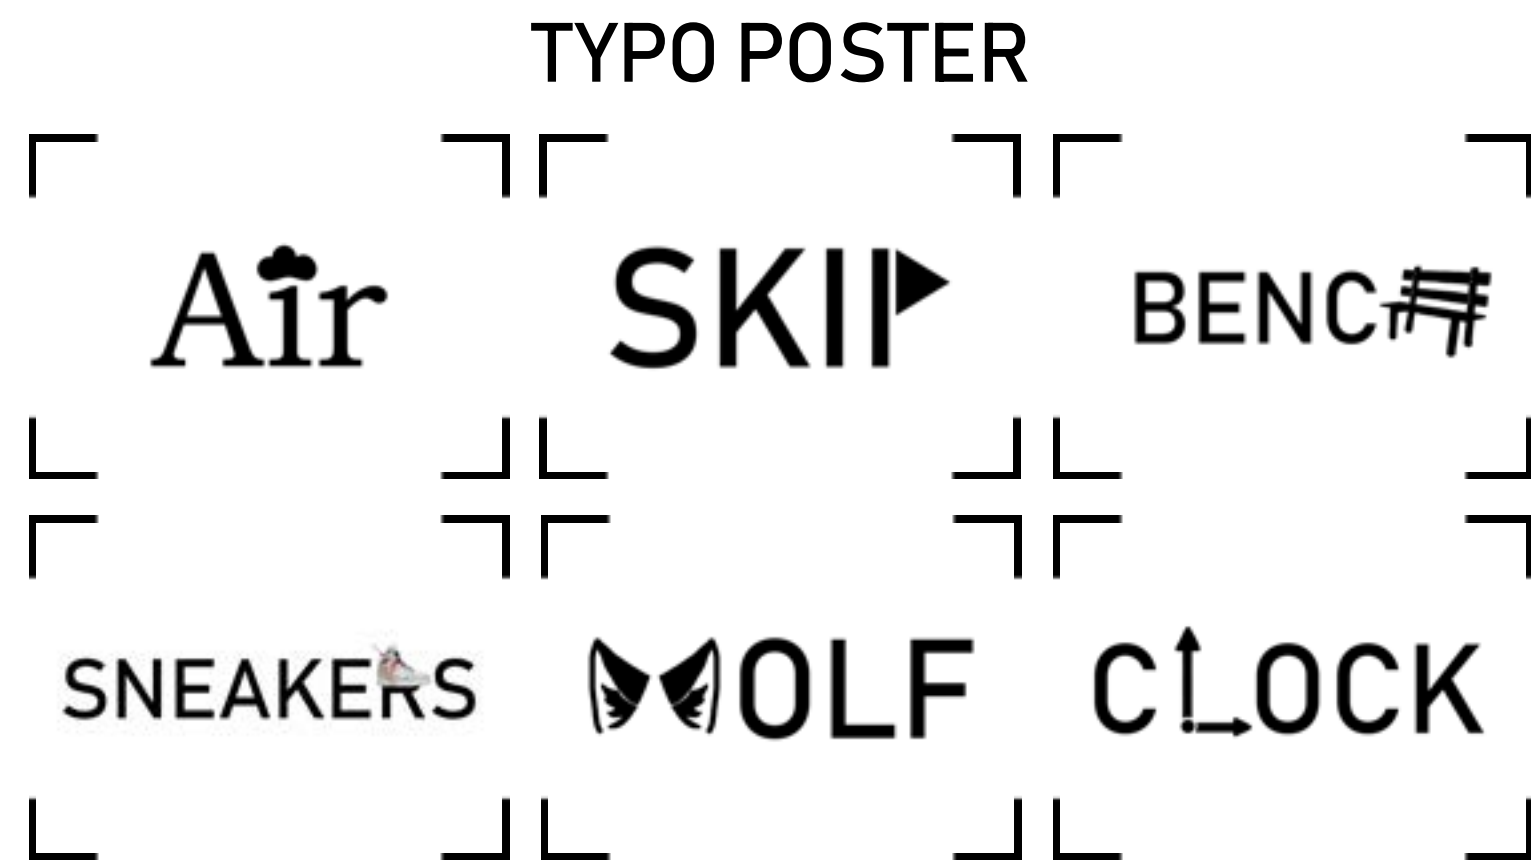 TYPO POSTER
Air
SKIP
BENCH
SNEAKERS
WOLF
CLOCK